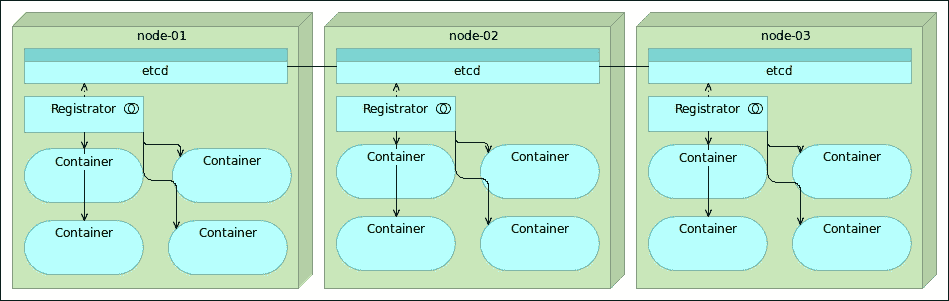 node-01
etcd
Registrator
Container
Container
Container
Container
node-02
etcd
Registrator
Container
Container
Container
Container
node-03
etcd
Registrator
Container
Container
Container
Container